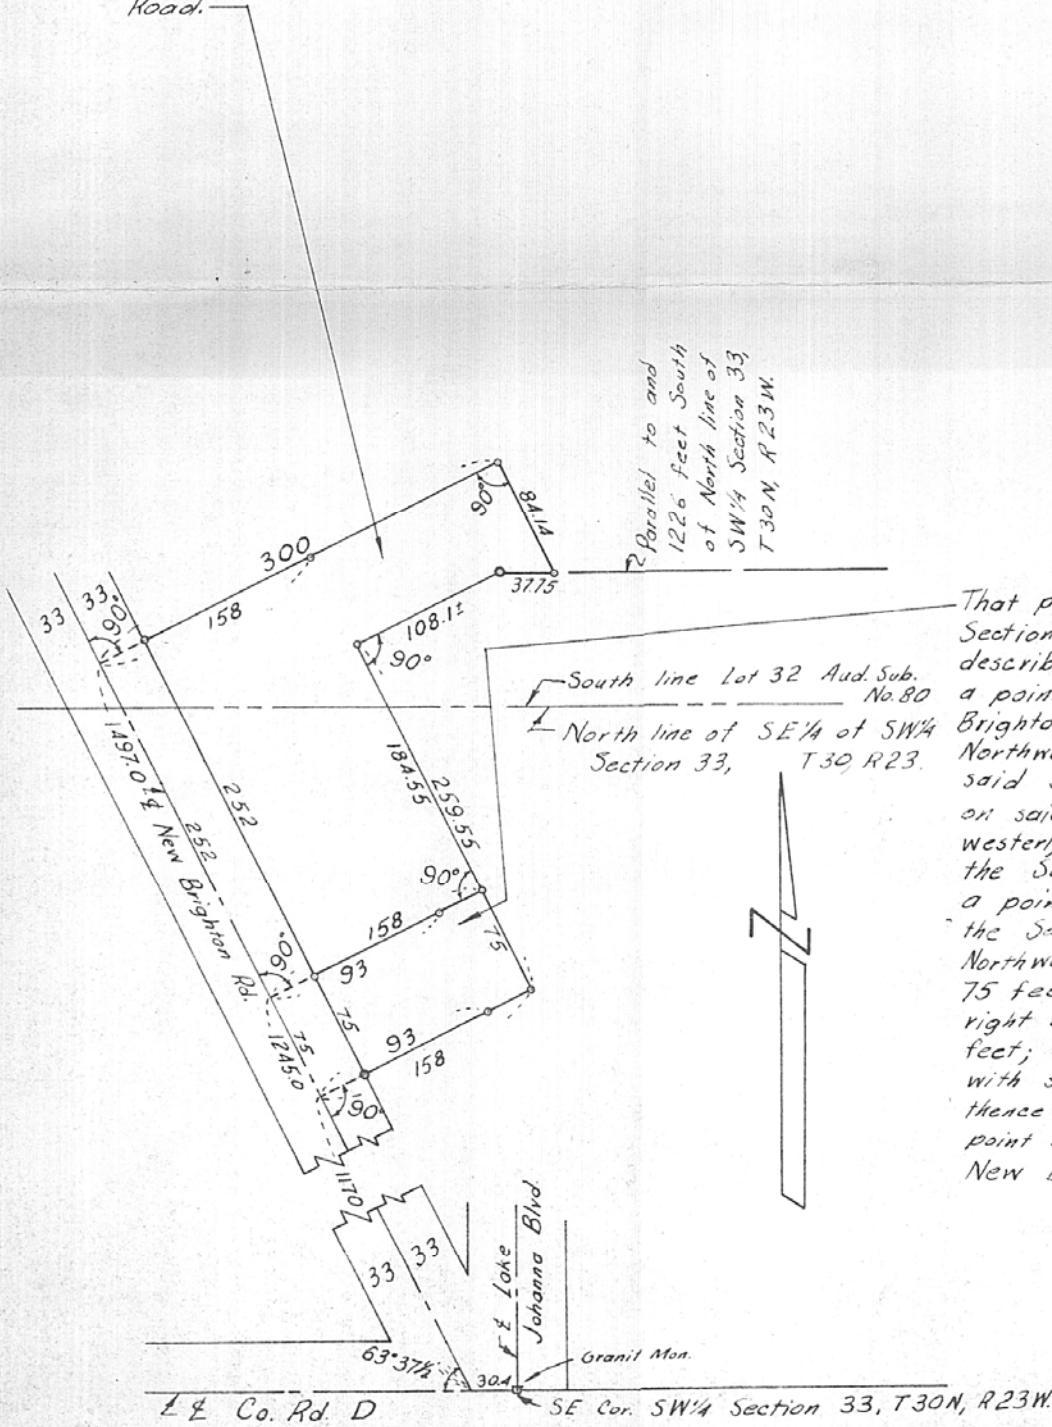 Road.
Parallel to and
1226 feet South
of North line of
SW¼ Section 33,
T30N, R23W.
90°
84.14
300
158
37.75
108.1±
90°
33
33
90°
That p
Section
describ
a poin
Brighto
Northwe
said S
on said
westerly
the So
a poin
the So
Northwe
75 feet
right a
feet;
with s
thence
point
New
South line Lot 32 Aud. Sub.
No. 80
North line of SE¼ of SW¼
Section 33, T30, R23.
184.55
259.55
252
1497.0
℄ New Brighton Rd.
252
90°
158
93
75
90°
75
75
1245.0
93
158
90°
1170
33
33
℄ Lake
Johanna Blvd.
63°37½'
30.4
Granit Mon.
℄ Co. Rd. D
SE Cor. SW¼ Section 33, T30N, R23W.